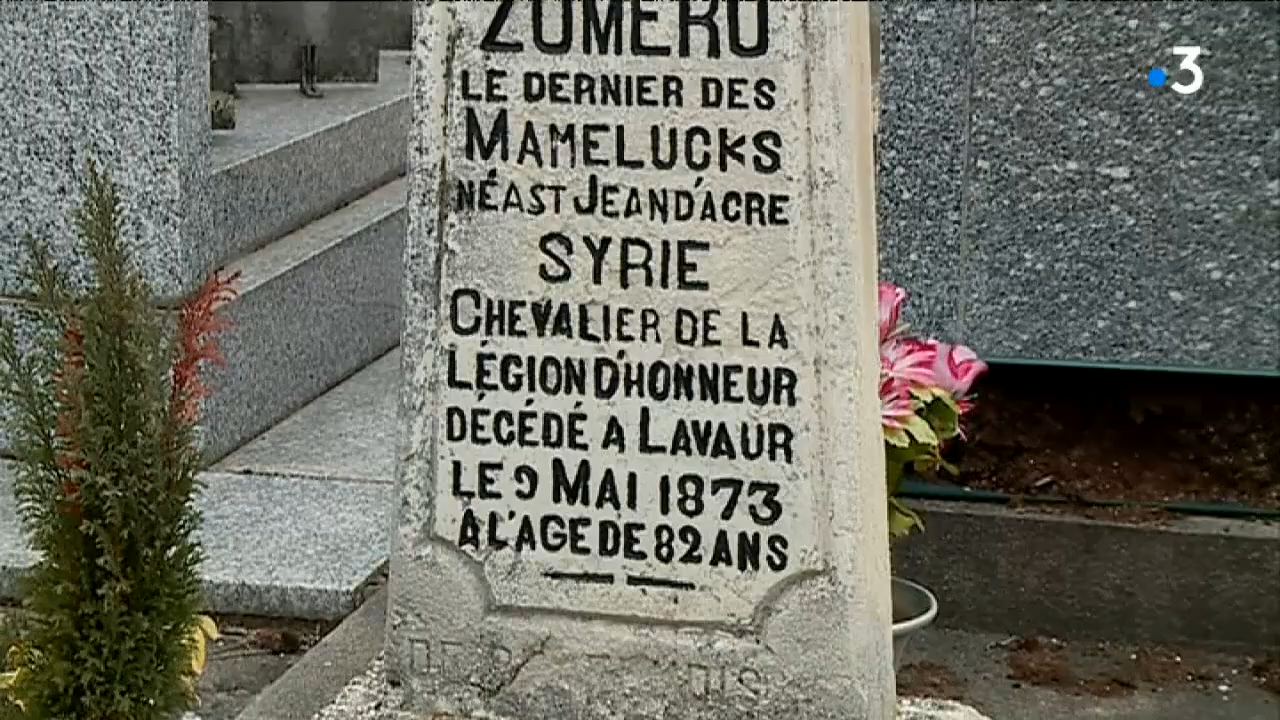 ZOMERO
LE DERNIER DES
MAMELUCKS
NÉ A ST JEAN D'ACRE
SYRIE
CHEVALIER DE LA
LÉGION D'HONNEUR
DÉCÉDÉ A LAVAUR
LE 9 MAI 1873
A L'AGE DE 82 ANS
3